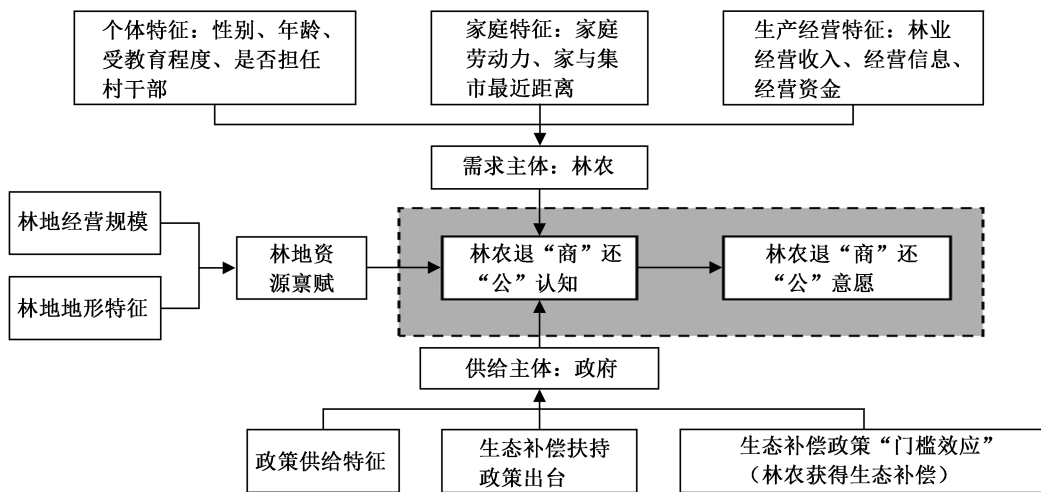 个体特征：性别、年龄、
受教育程度、是否担任
村干部
家庭特征：家庭
劳动力、家与集
市最近距离
生产经营特征：林业
经营收入、经营信息、
经营资金
需求主体：林农
林地经营规模
林地地形特征
林地资
源禀赋
林农退“商”还
“公”认知
林农退“商”还
“公”意愿
供给主体：政府
政策供给特征
生态补偿扶持
政策出台
生态补偿政策“门槛效应”
（林农获得生态补偿）